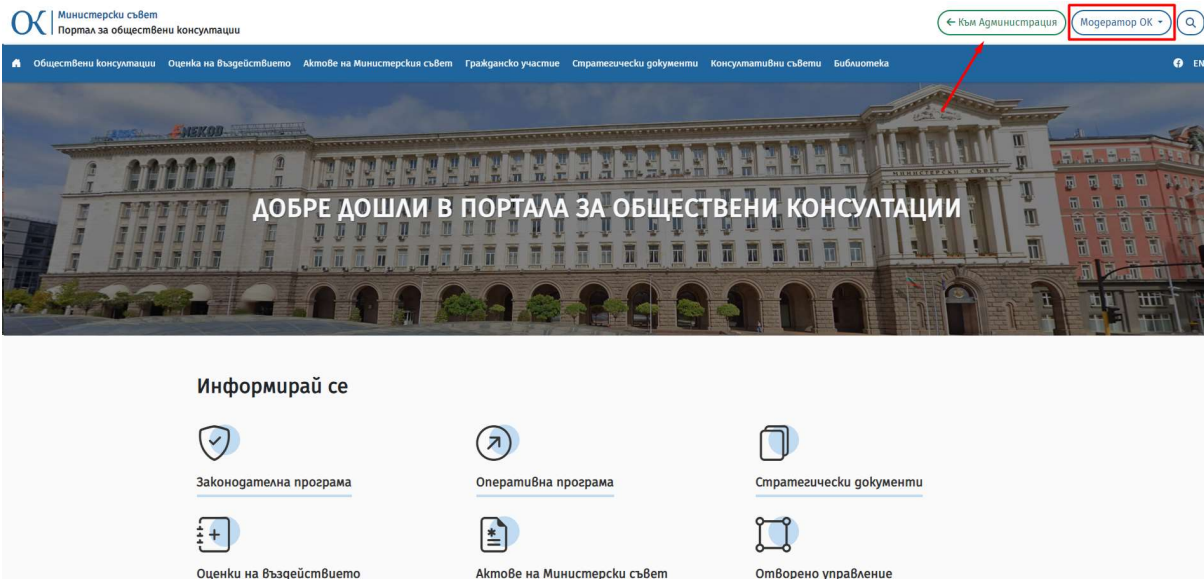 ОК
Министерски съвет
Портал за обществени консултации
← Към Администрация
Модератор ОК
Обществени консултации Оценка на въздействието Актове на Министерския съвет Гражданско участие Стратегически документи Консултативни съвети Библиотека EN
МИНИСТЕРСКИ СЪВЕТ
ДОБРЕ ДОШЛИ В ПОРТАЛА ЗА ОБЩЕСТВЕНИ КОНСУЛТАЦИИ
Информирай се
Законодателна програма
Оперативна програма
Стратегически документи
Оценки на въздействието
Актове на Министерски съвет
Отворено управление